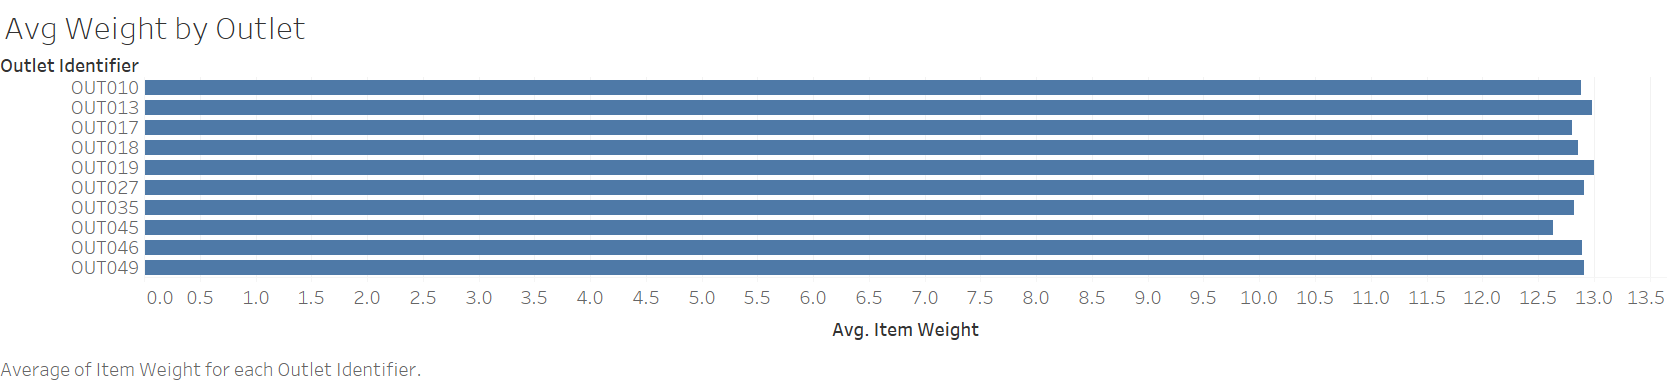 Avg Weight by Outlet
Outlet Identifier
OUT010
OUT013
OUT017
OUT018
OUT019
OUT027
OUT035
OUT045
OUT046
OUT049
0.0 0.5 1.0 1.5 2.0 2.5 3.0 3.5 4.0 4.5 5.0 5.5 6.0 6.5 7.0 7.5 8.0 8.5 9.0 9.5 10.0 10.5 11.0 11.5 12.0 12.5 13.0 13.5
Avg. Item Weight
Average of Item Weight for each Outlet Identifier.